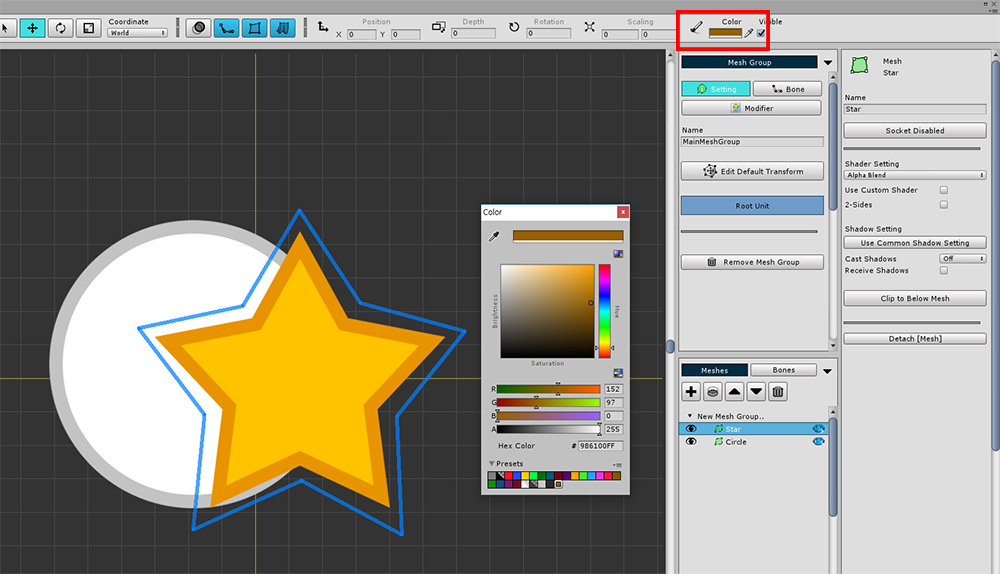 Coordinate
World
Position
X 0 Y 0
Depth
0
Rotation
0
Scaling
0 0
Color
Visible
Mesh Group
Setting
Bone
Modifier
Name
MainMeshGroup
Edit Default Transform
Root Unit
Remove Mesh Group
Mesh
Star
Name
Star
Socket Disabled
Shader Setting
Alpha Blend
Use Custom Shader
2-Sides
Shadow Setting
Use Common Shadow Setting
Cast Shadows Off
Receive Shadows
Clip to Below Mesh
Detach [Mesh]
Color
x
Brightness
Hue
Saturation
R 152
G 97
B 0
A 255
Hex Color # 986100FF
Presets
Meshes
Bones
New Mesh Group..
Star
Circle